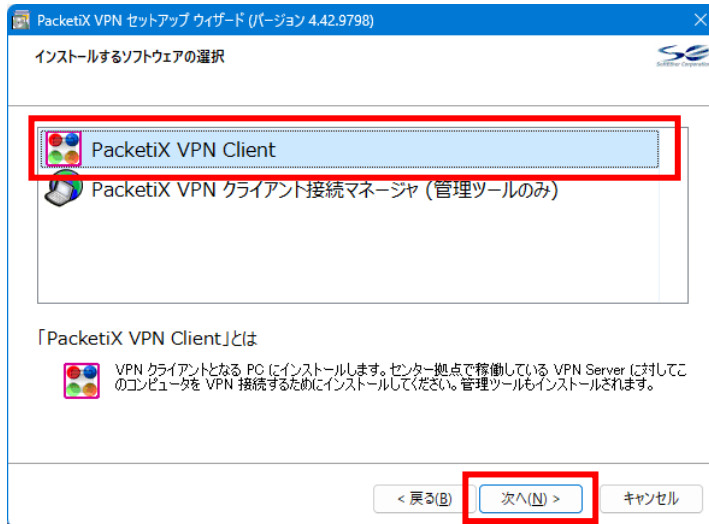 PacketiX VPN セットアップ ウィザード (バージョン 4.42.9798)
インストールするソフトウェアの選択
SoftEther Corporation
PacketiX VPN Client
PacketiX VPN クライアント接続マネージャ (管理ツールのみ)
「PacketiX VPN Client」とは
VPN クライアントとなる PC にインストールします。センター拠点で稼働している VPN Server に対してこ
のコンピュータを VPN 接続するためにインストールしてください。管理ツールもインストールされます。
< 戻る(B)
次へ(N) >
キャンセル